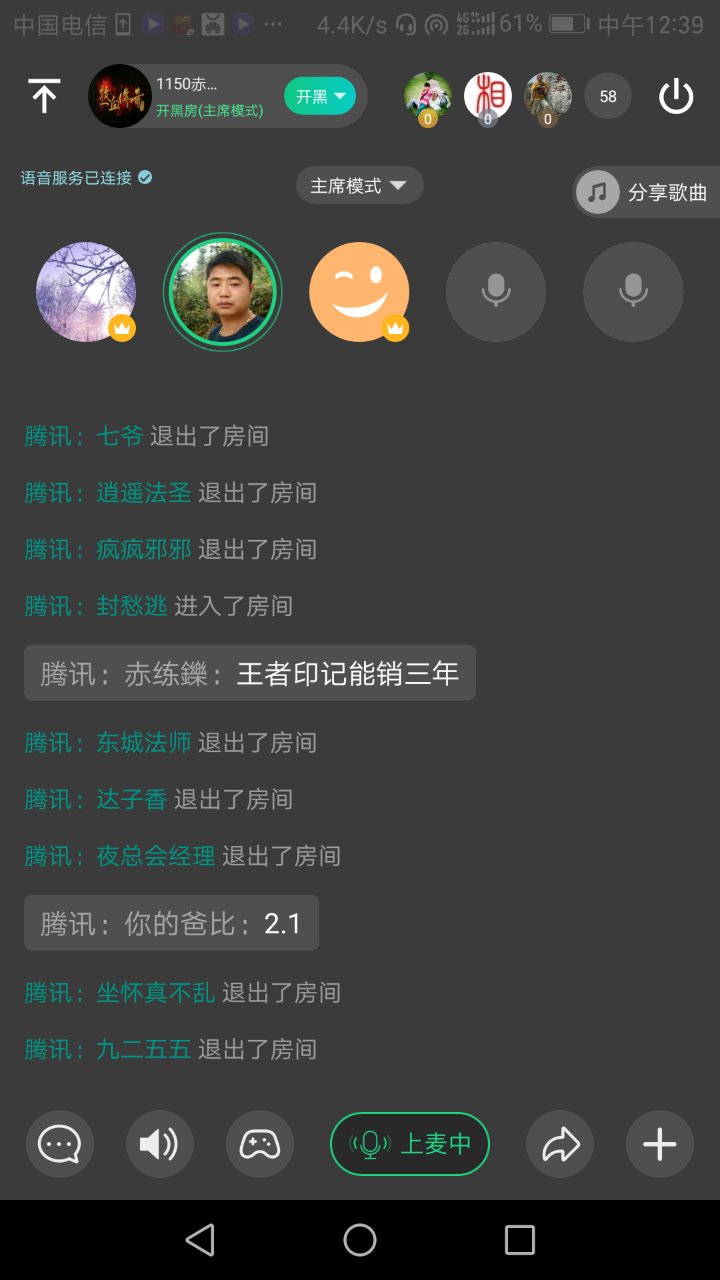 中国电信 4.4K/s 4G 2G 61% 中午12:39
1150赤…
开黑房(主席模式)
开黑
0
0
0
58
语音服务已连接
主席模式
分享歌曲
腾讯：七爷 退出了房间
腾讯：逍遥法圣 退出了房间
腾讯：疯疯邪邪 退出了房间
腾讯：封愁逃 进入了房间
腾讯：赤练鑠：王者印记能销三年
腾讯：东城法师 退出了房间
腾讯：达子香 退出了房间
腾讯：夜总会经理 退出了房间
腾讯：你的爸比：2.1
腾讯：坐怀真不乱 退出了房间
腾讯：九二五五 退出了房间
上麦中